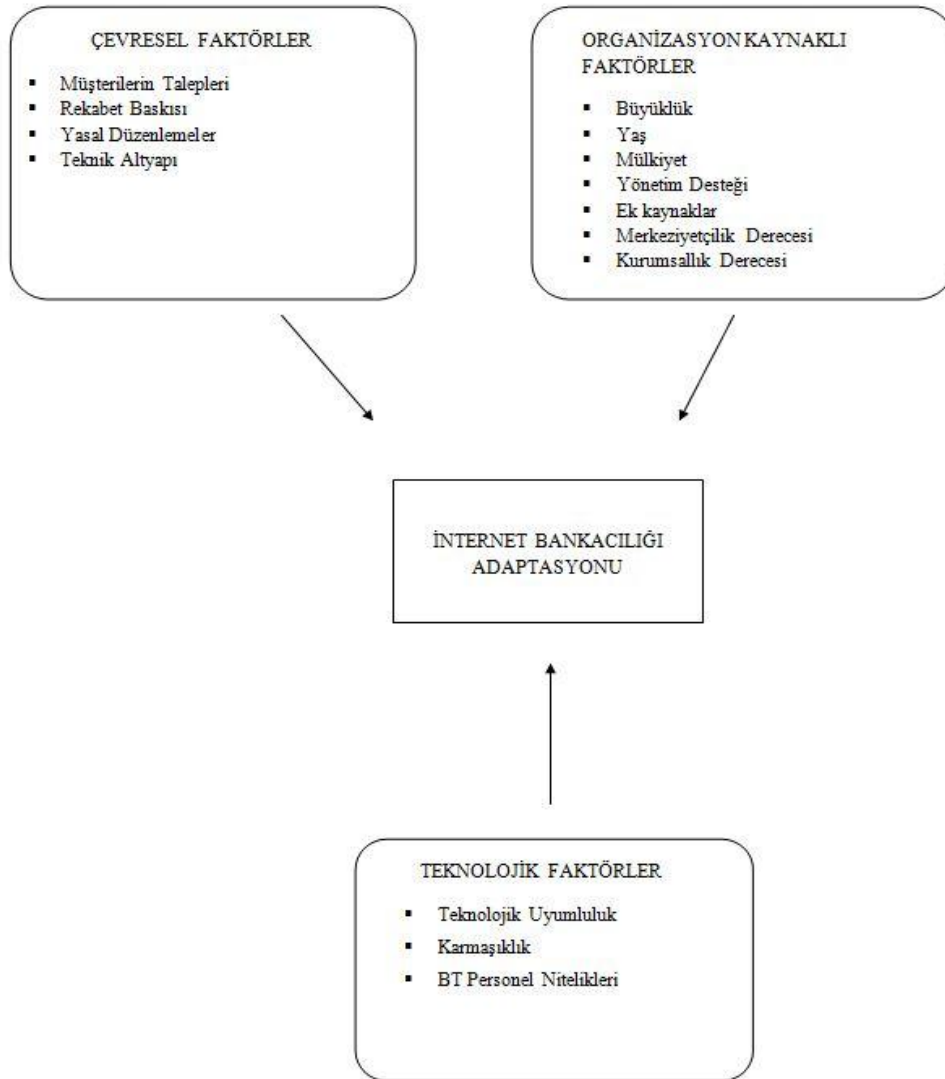 ÇEVRESEL FAKTÖRLER
▪ Müşterilerin Talepleri
▪ Rekabet Baskısı
▪ Yasal Düzenlemeler
▪ Teknik Altyapı
ORGANİZASYON KAYNAKLI
FAKTÖRLER
▪ Büyüklük
▪ Yaş
▪ Mülkiyet
▪ Yönetim Desteği
▪ Ek kaynaklar
▪ Merkeziyetçilik Derecesi
▪ Kurumsallık Derecesi
İNTERNET BANKACILIĞI
ADAPTASYONU
TEKNOLOJİK FAKTÖRLER
▪ Teknolojik Uyumluluk
▪ Karmaşıklık
▪ BT Personel Nitelikleri